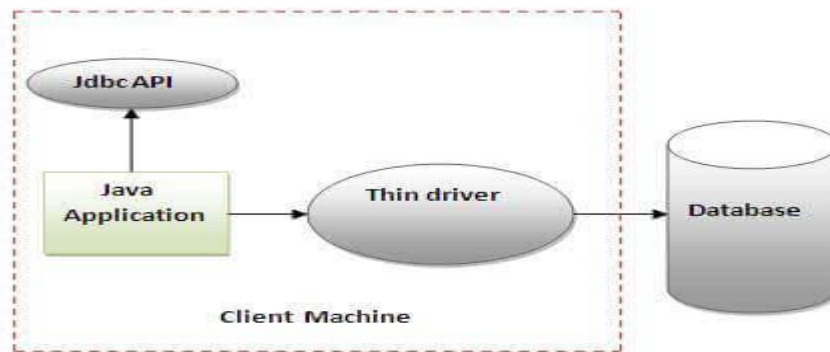 Jdbc API
Java
Application
Thin driver
Database
Client Machine